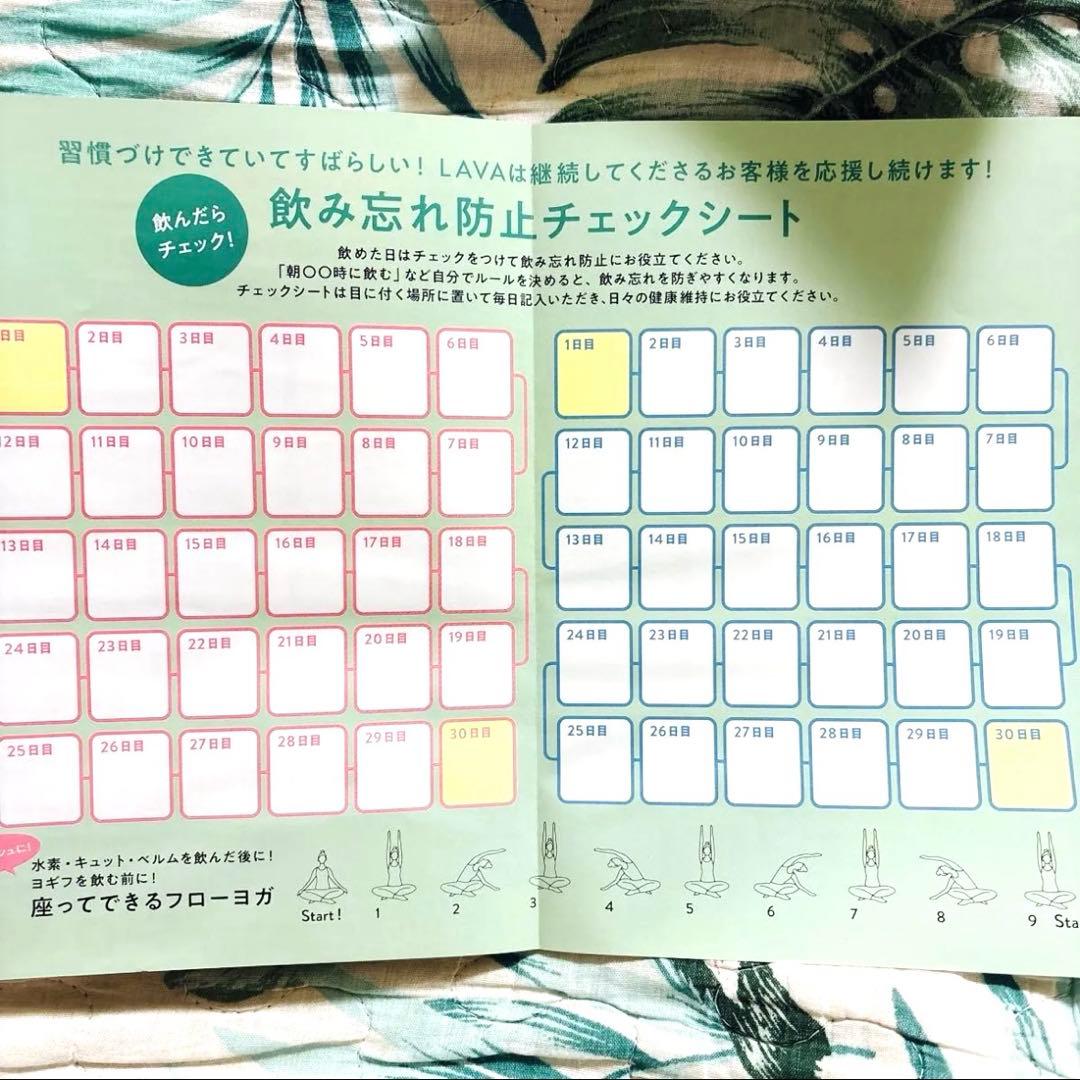 習慣づけできていてすばらしい！LAVAは継続してくださるお客様を応援し続けます！
飲んだら
チェック！
飲み忘れ防止チェックシート
飲めた日はチェックをつけて飲み忘れ防止にお役立てください。
「朝〇〇時に飲む」など自分でルールを決めると、飲み忘れを防ぎやすくなります。
チェックシートは目に付く場所に置いて毎日記入いただき、日々の健康維持にお役立てください。
日目 2日目 3日目 4日目 5日目 6日目
12日目 11日目 10日目 9日目 8日目 7日目
13日目 14日目 15日目 16日目 17日目 18日目
24日目 23日目 22日目 21日目 20日目 19日目
25日目 26日目 27日目 28日目 29日目 30日目
1日目 2日目 3日目 4日目 5日目 6日目
12日目 11日目 10日目 9日目 8日目 7日目
13日目 14日目 15日目 16日目 17日目 18日目
24日目 23日目 22日目 21日目 20日目 19日目
25日目 26日目 27日目 28日目 29日目 30日目
シュに！
水素・キュット・ベルムを飲んだ後に！
ヨギフを飲む前に！
座ってできるフローヨガ
Start! 1 2 3 4 5 6 7 8 9 Sta